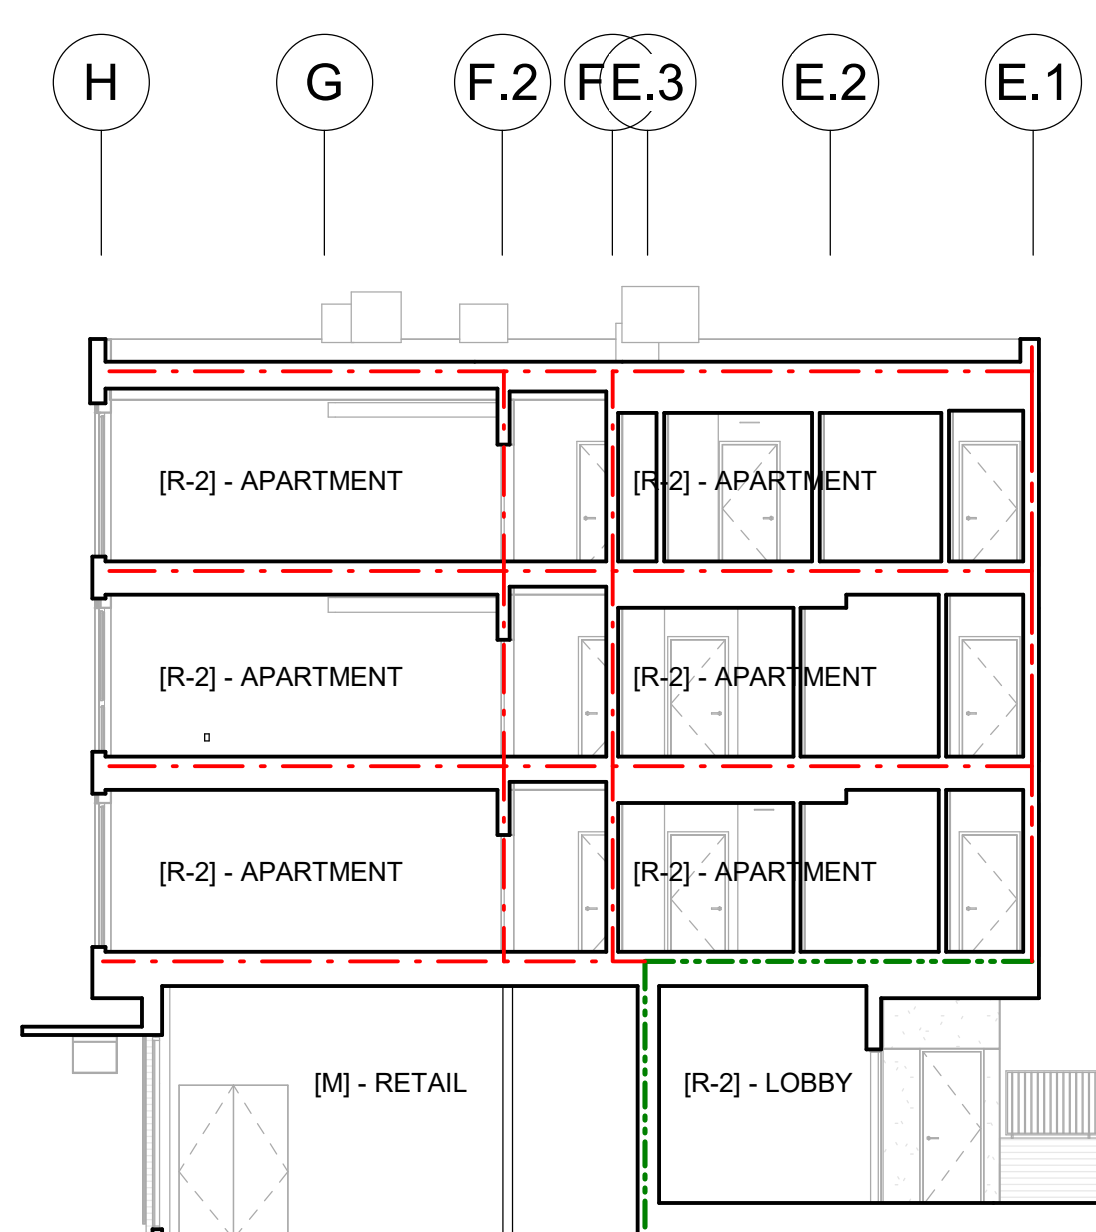 H
G
F.2
F
E.3
E.2
E.1
[R-2] - APARTMENT
[R-2] - APARTMENT
[R-2] - APARTMENT
[R-2] - APARTMENT
[R-2] - APARTMENT
[R-2] - APARTMENT
[M] - RETAIL
[R-2] - LOBBY